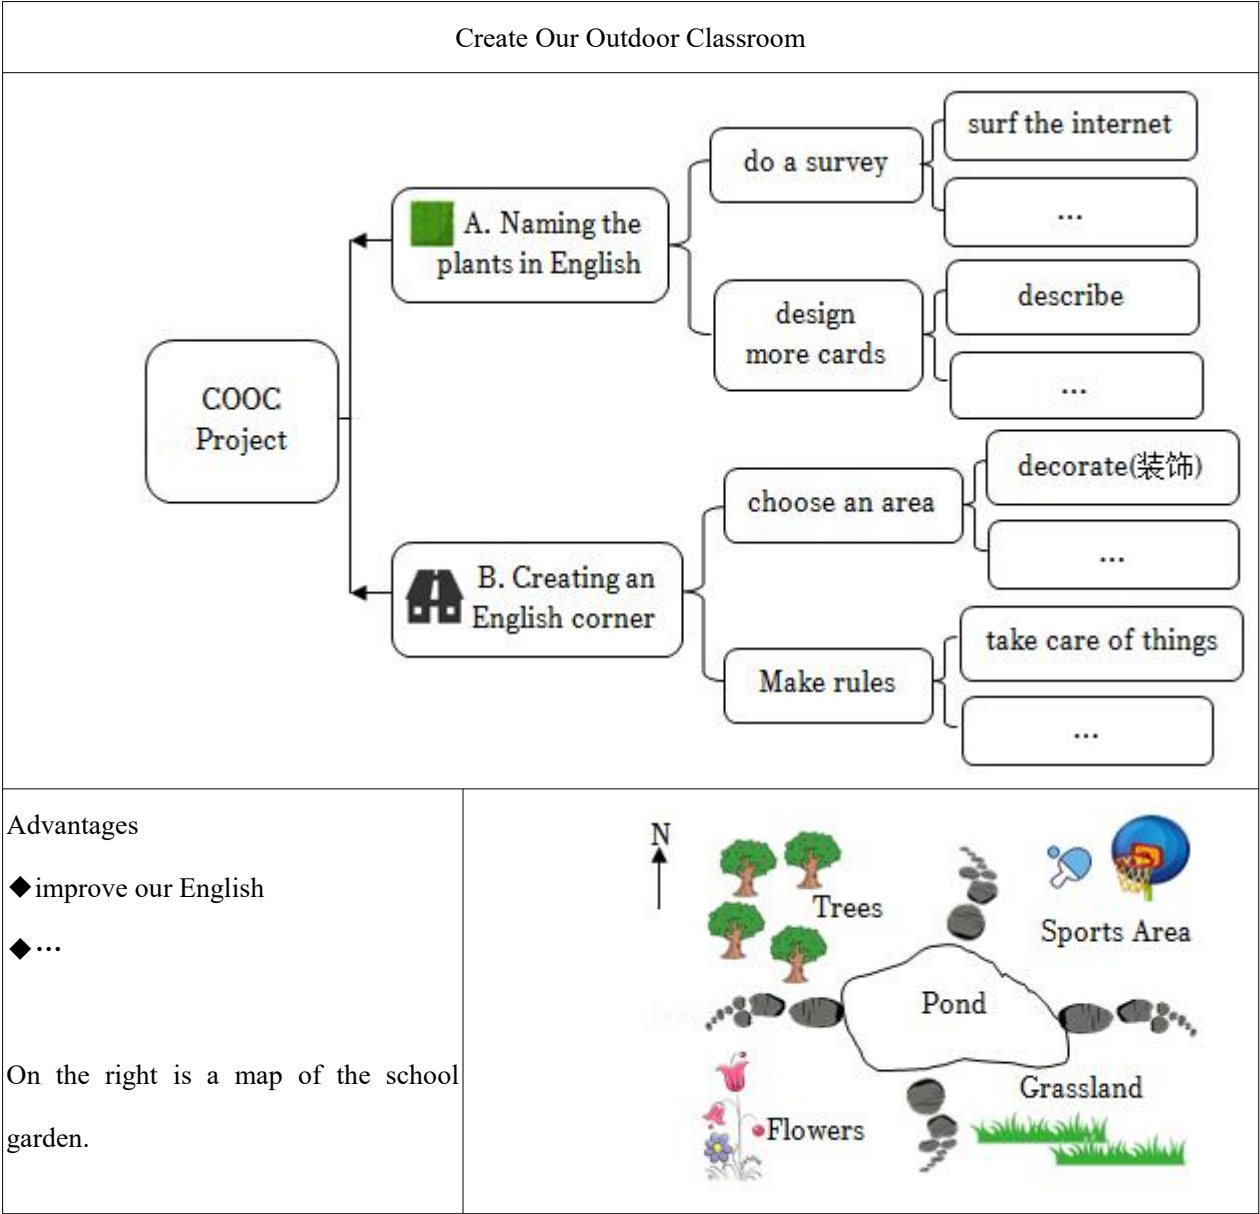 Create Our Outdoor Classroom
surf the internet
do a survey
...
A. Naming the
plants in English
describe
design
more cards
...
COOC
Project
decorate(装饰)
choose an area
...
B. Creating an
English corner
take care of things
Make rules
...
Advantages
◆improve our English
◆…
On the right is a map of the school
garden.
N
Trees
Sports Area
Pond
Grassland
Flowers